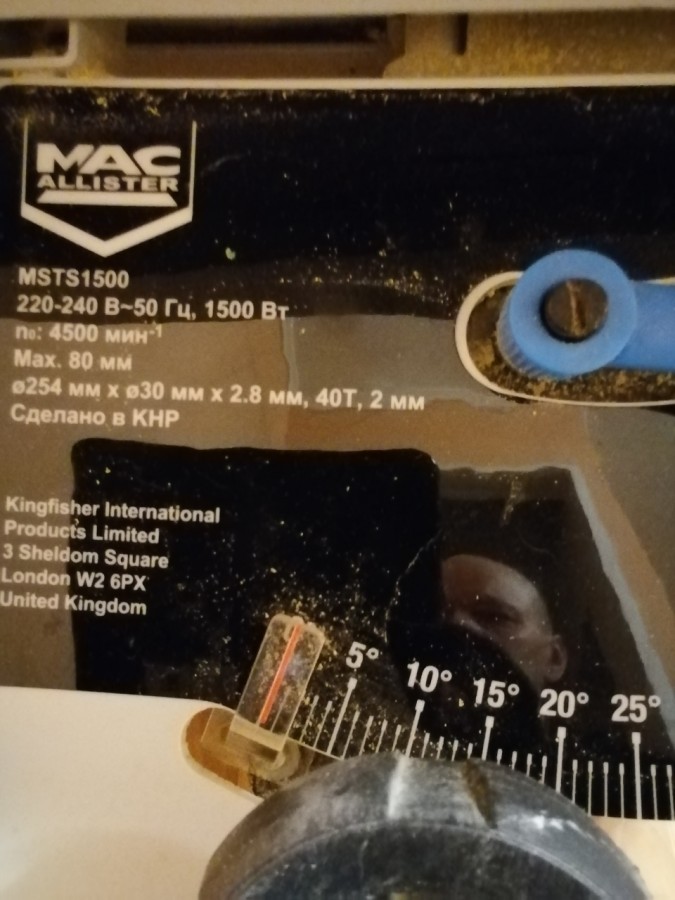 MAC
ALLISTER
MSTS1500
220-240 В~50 Гц, 1500 Вт
n₀: 4500 мин⁻¹
Max. 80 мм
ø254 мм x ø30 мм x 2.8 мм, 40T, 2 мм
Сделано в КНР
Kingfisher International
Products Limited
3 Sheldom Square
London W2 6PX
United Kingdom
5° 10° 15° 20° 25°